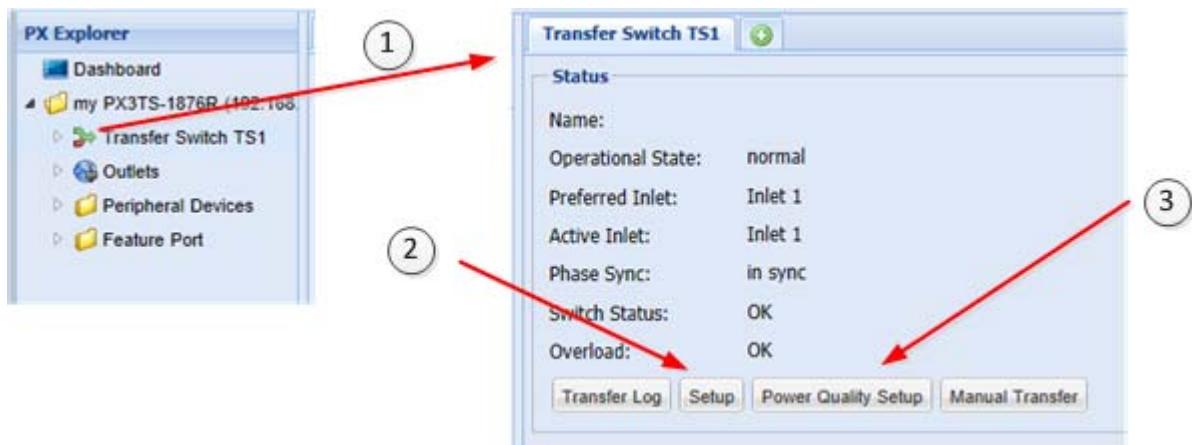 PX Explorer
Dashboard
my PX3TS-1876R (192.168.
Transfer Switch TS1
Outlets
Peripheral Devices
Feature Port
1
Transfer Switch TS1
Status
Name:
Operational State: normal
Preferred Inlet: Inlet 1
Active Inlet: Inlet 1
Phase Sync: in sync
Switch Status: OK
Overload: OK
Transfer Log Setup Power Quality Setup Manual Transfer
2
3